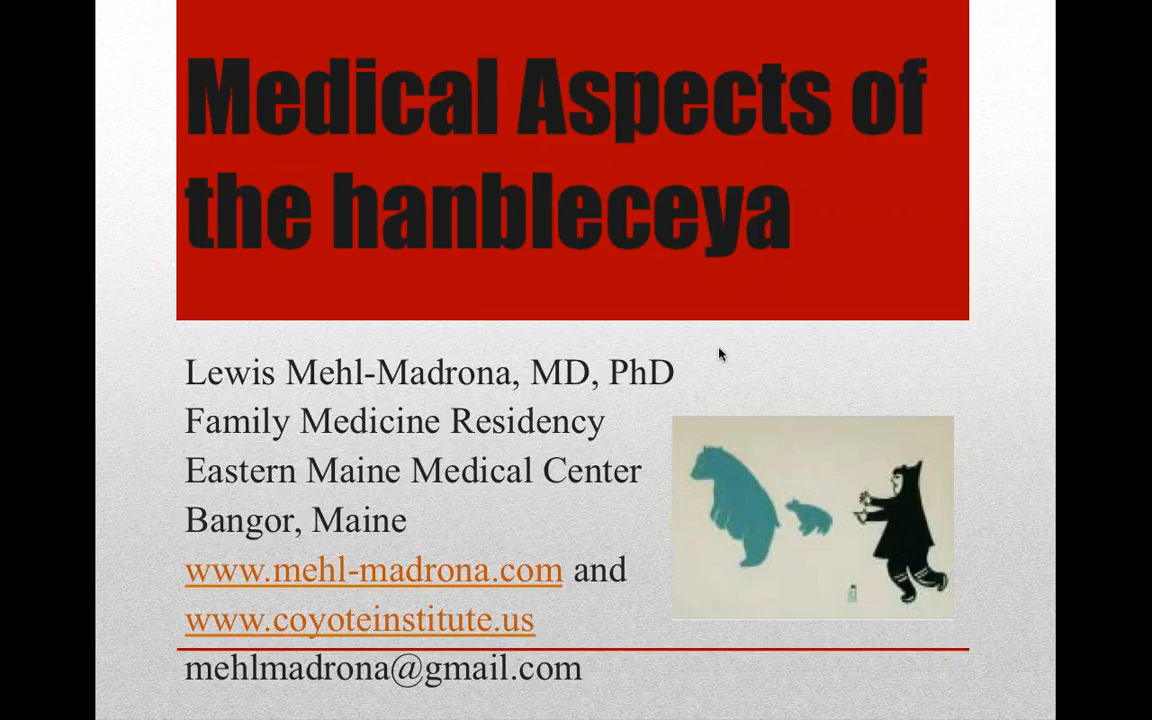 Medical Aspects of
the hanbleceya
Lewis Mehl-Madrona, MD, PhD
Family Medicine Residency
Eastern Maine Medical Center
Bangor, Maine
www.mehl-madrona.com and
www.coyoteinstitute.us
mehlmadrona@gmail.com